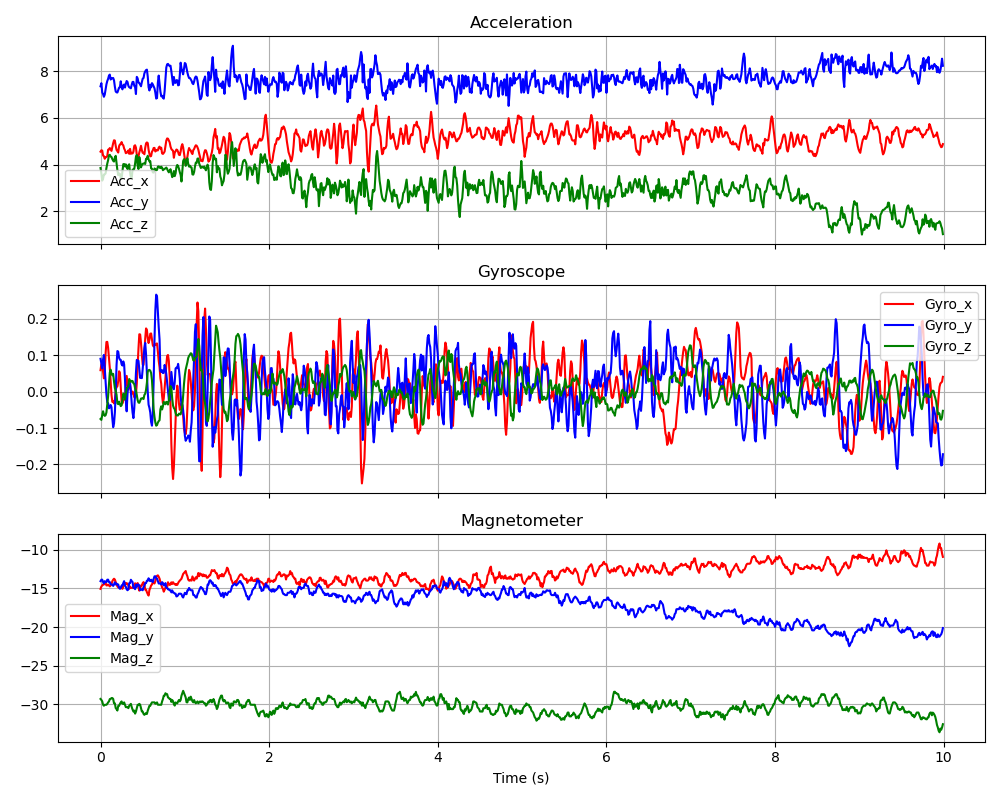 Acceleration
8
6
4
2
Acc_x
Acc_y
Acc_z
Gyroscope
0.2
0.1
0.0
−0.1
−0.2
Gyro_x
Gyro_y
Gyro_z
Magnetometer
−10
−15
−20
−25
−30
Mag_x
Mag_y
Mag_z
0 2 4 6 8 10
Time (s)